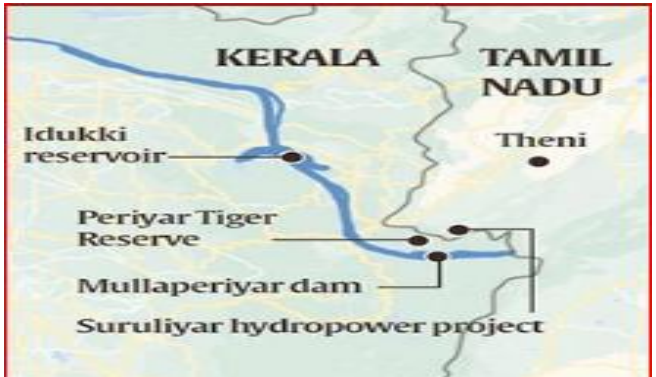 KERALA
TAMIL
NADU
Idukki
reservoir
Theni
Periyar Tiger
Reserve
Mullaperiyar dam
Suruliyar hydropower project